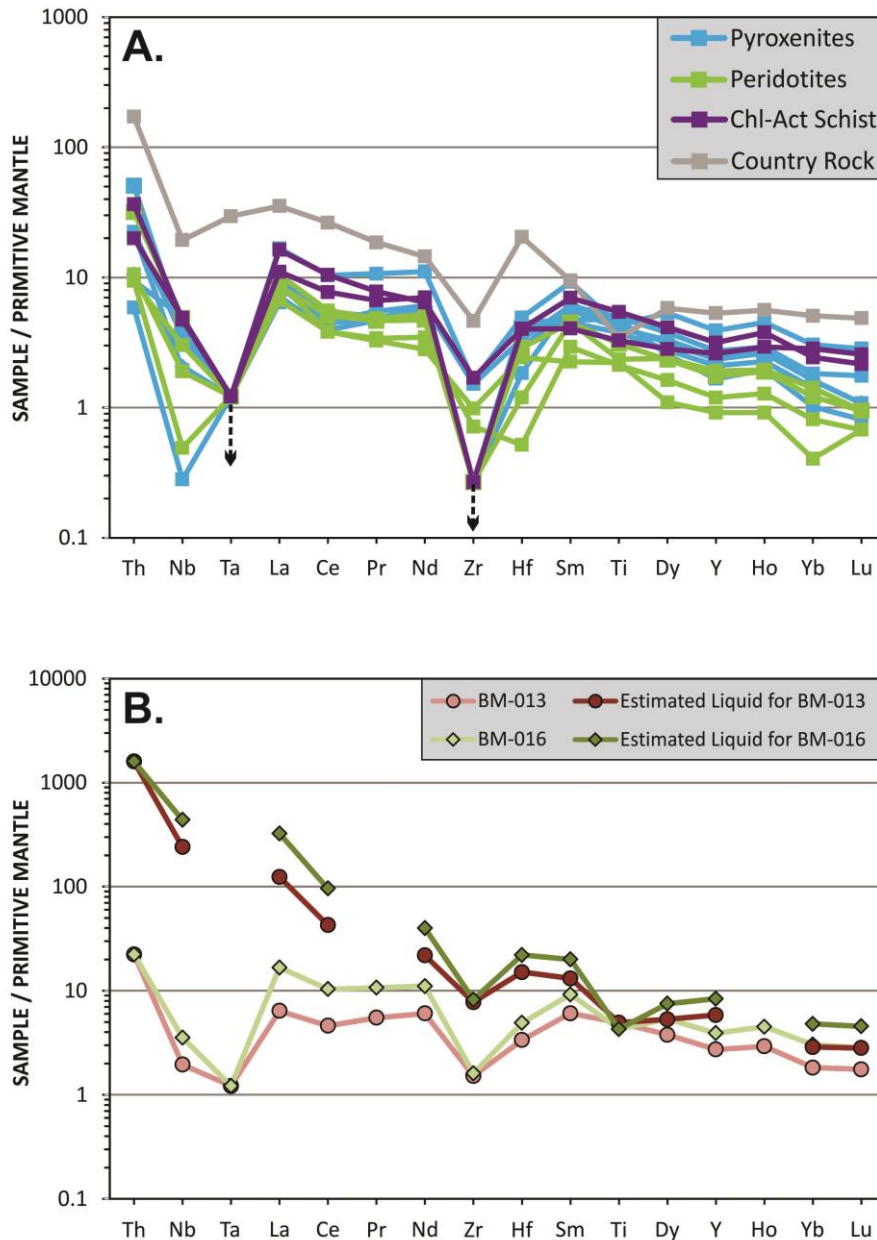 A.
Pyroxenites
Peridotites
Chl-Act Schist
Country Rock
SAMPLE / PRIMITIVE MANTLE
1000
100
10
1
0.1
Th Nb Ta La Ce Pr Nd Zr Hf Sm Ti Dy Y Ho Yb Lu
B.
BM-013 Estimated Liquid for BM-013
BM-016 Estimated Liquid for BM-016
SAMPLE / PRIMITIVE MANTLE
10000
1000
100
10
1
0.1
Th Nb Ta La Ce Pr Nd Zr Hf Sm Ti Dy Y Ho Yb Lu